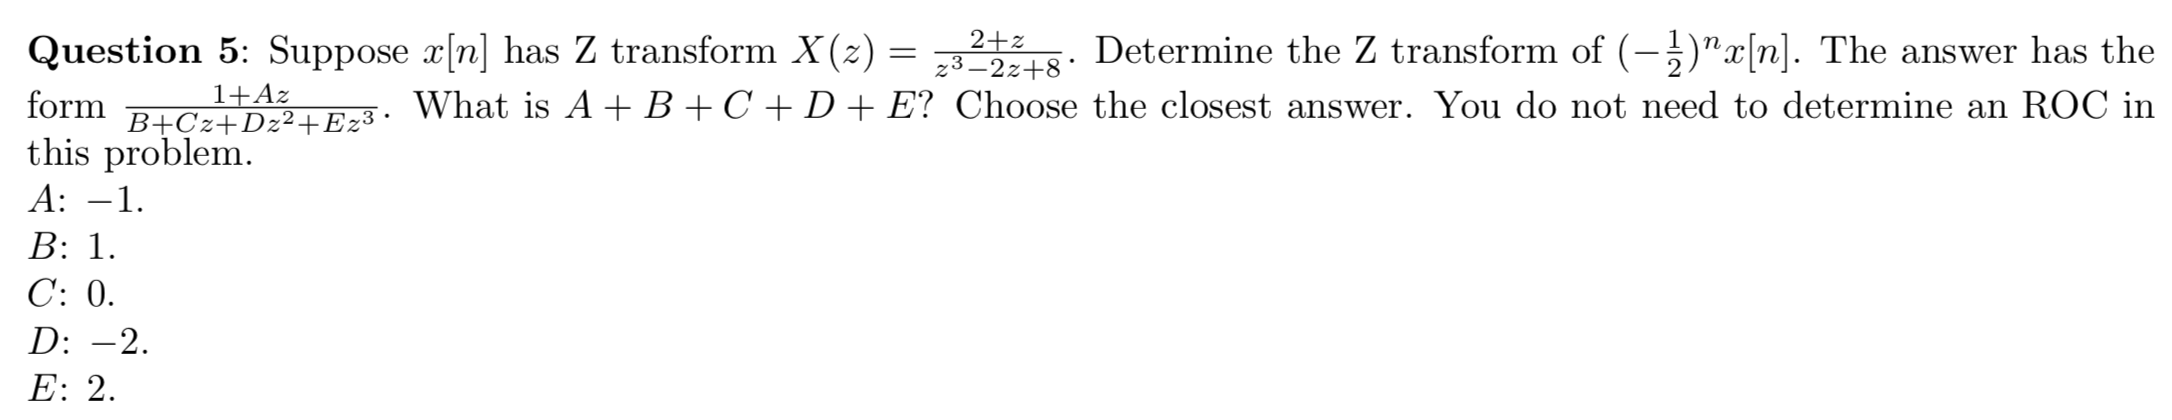 Question 5: Suppose x[n] has Z transform X(z) = \frac{2+z}{z^3-2z+8}. Determine the Z transform of (-\frac{1}{2})^n x[n]. The answer has the
form \frac{1+Az}{B+Cz+Dz^2+Ez^3}. What is A + B + C + D + E? Choose the closest answer. You do not need to determine an ROC in
this problem.
A: −1.
B: 1.
C: 0.
D: −2.
E: 2.